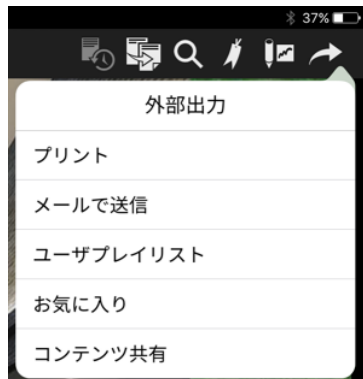 37%
外部出力
プリント
メールで送信
ユーザプレイリスト
お気に入り
コンテンツ共有